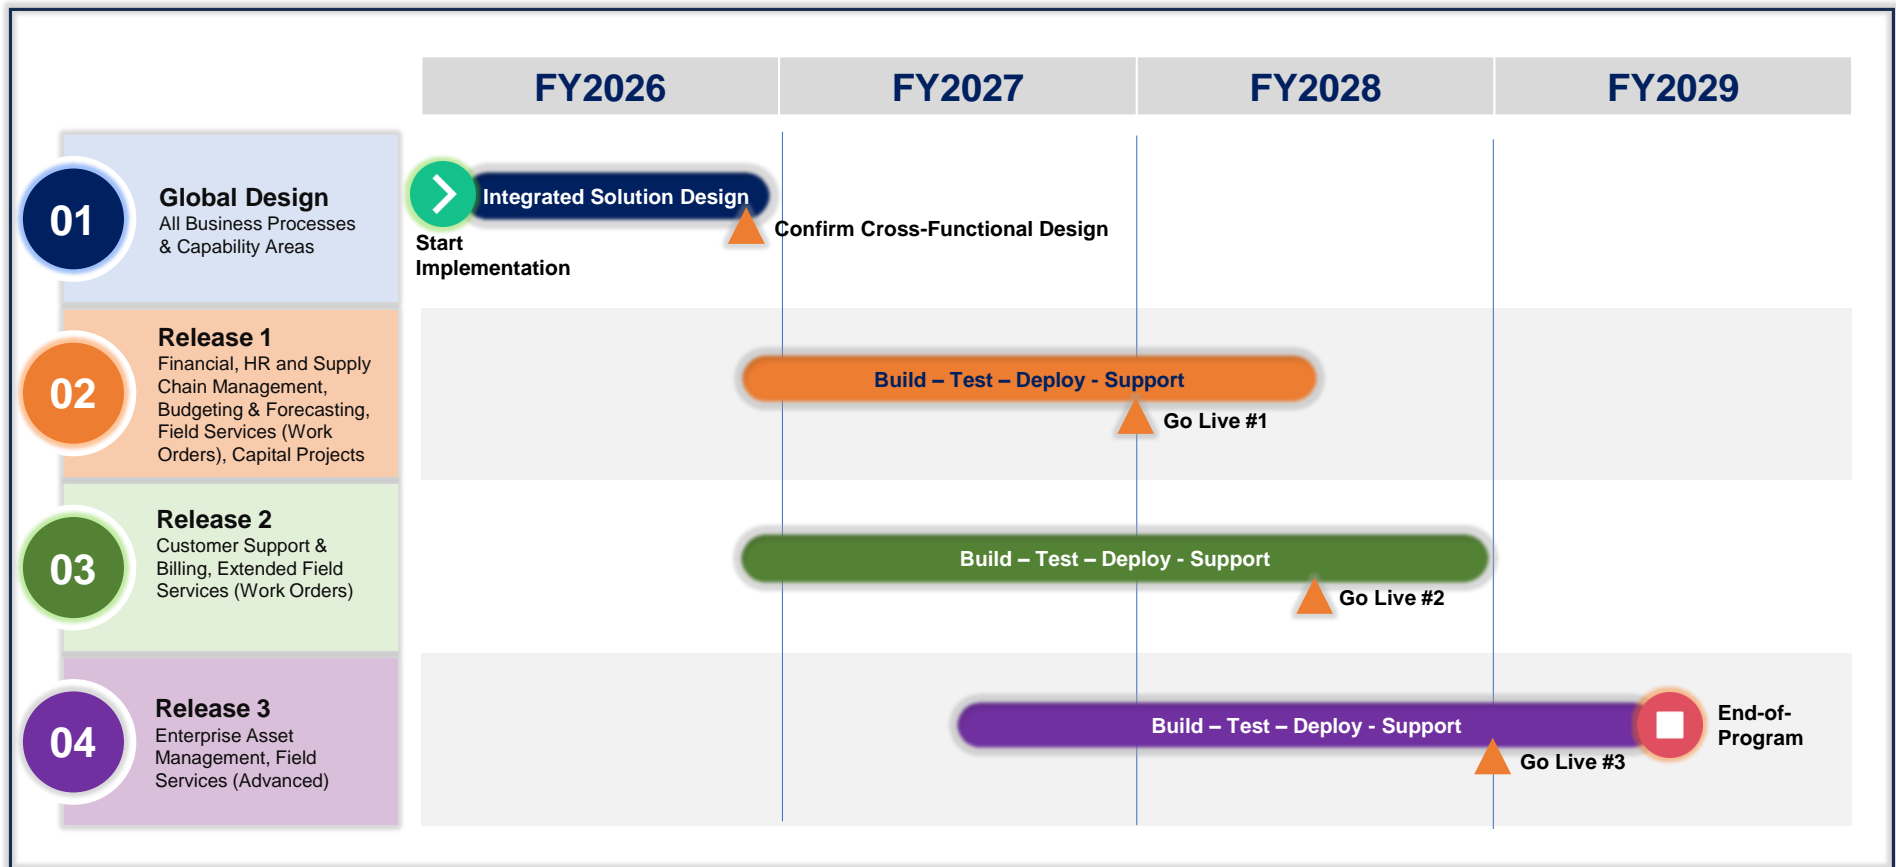 FY2026
FY2027
FY2028
FY2029
01
Global Design
All Business Processes
& Capability Areas
Integrated Solution Design
Start
Implementation
Confirm Cross-Functional Design
02
Release 1
Financial, HR and Supply
Chain Management,
Budgeting & Forecasting,
Field Services (Work
Orders), Capital Projects
Build – Test – Deploy - Support
Go Live #1
03
Release 2
Customer Support &
Billing, Extended Field
Services (Work Orders)
Build – Test – Deploy - Support
Go Live #2
04
Release 3
Enterprise Asset
Management, Field
Services (Advanced)
Build – Test – Deploy - Support
Go Live #3
End-of-
Program